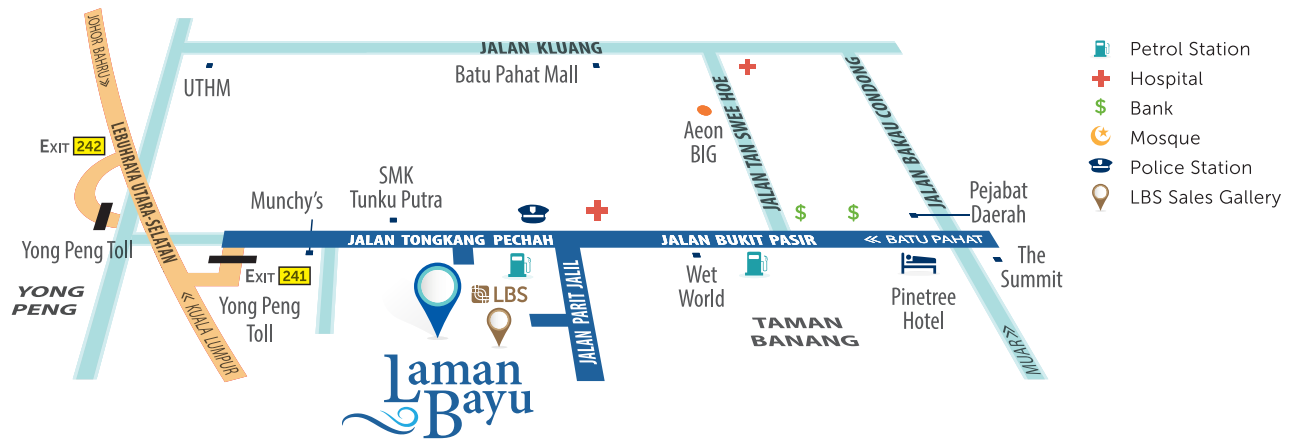 JOHOR BAHRU »
JALAN KLUANG
Batu Pahat Mall
UTHM
JALAN TAN SWEE HOE
JALAN BAKAU CONDONG
Aeon
BIG
EXIT 242
LEBUHRAYA UTARA-SELATAN
Munchy's
SMK
Tunku Putra
$
$
Pejabat
Daerah
Yong Peng Toll
JALAN TONGKANG PECHAH
JALAN BUKIT PASIR
« BATU PAHAT
EXIT 241
Yong Peng
Toll
YONG
PENG
« KUALA LUMPUR
LBS
JALAN PARIT JALIL
Wet
World
TAMAN
BANANG
Pinetree
Hotel
The
Summit
MUAR »
Laman
Bayu
Petrol Station
Hospital
$ Bank
Mosque
Police Station
LBS Sales Gallery